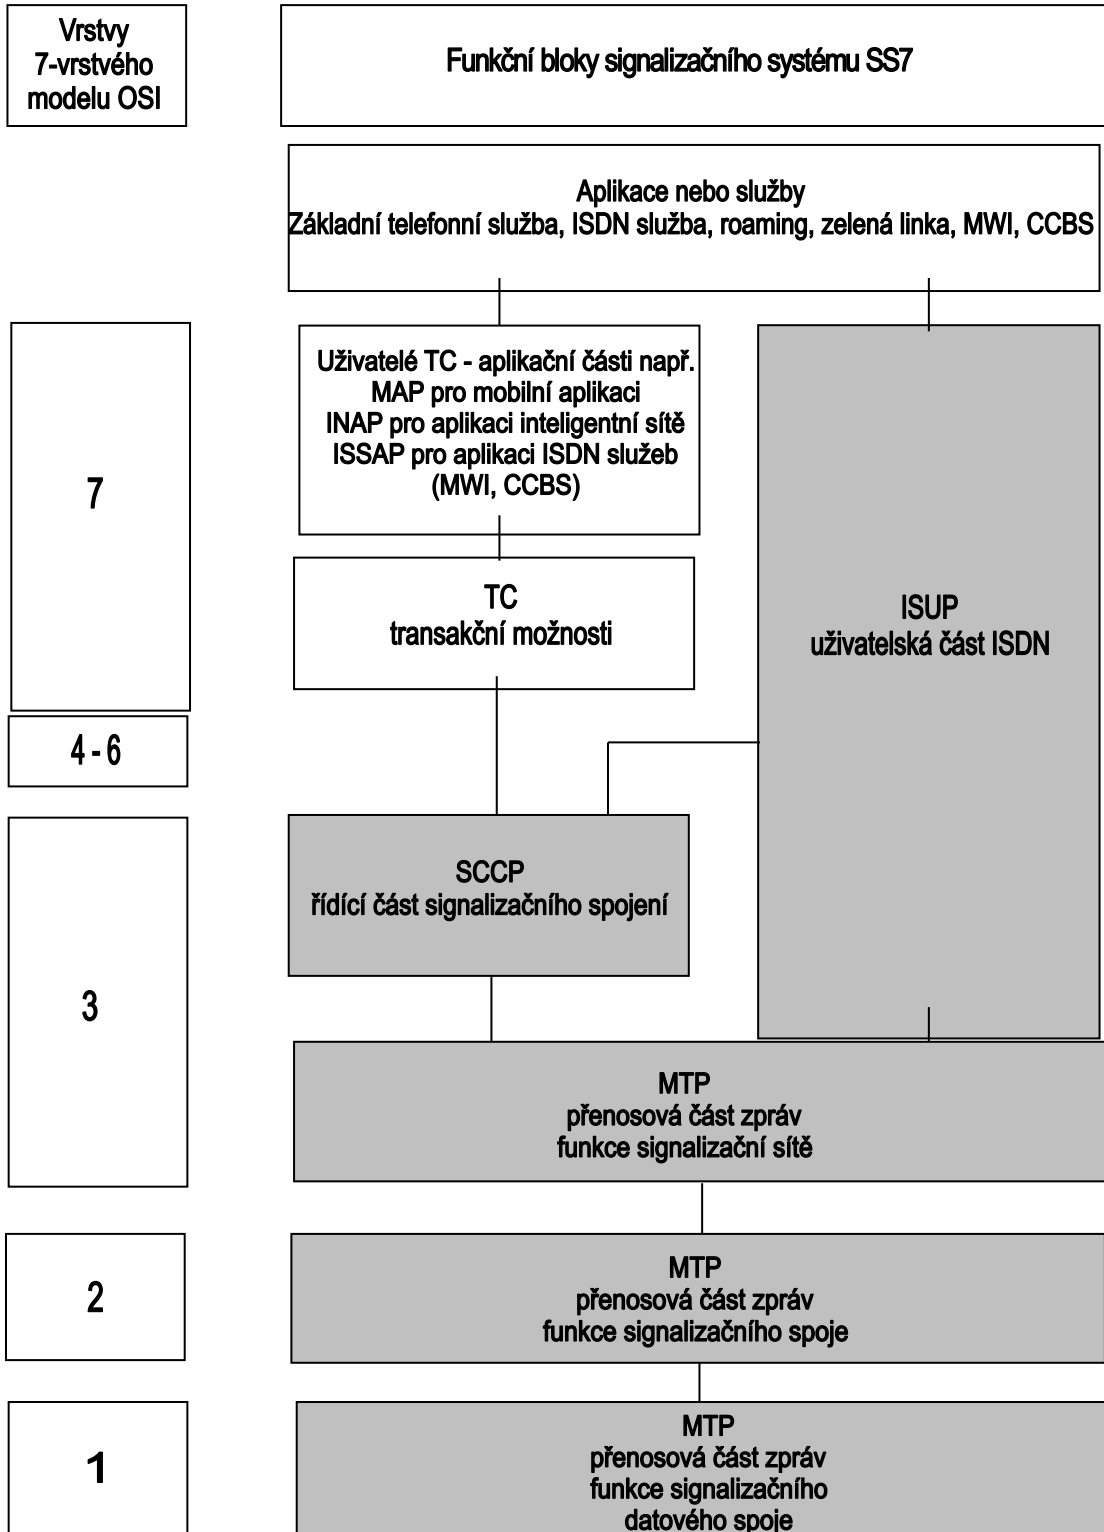 Vrstvy
7-vrstvého
modelu OSI
Funkční bloky signalizačního systému SS7
Aplikace nebo služby
Základní telefonní služba, ISDN služba, roaming, zelená linka, MWI, CCBS
7
Uživatelé TC - aplikační části např.
MAP pro mobilní aplikaci
INAP pro aplikaci inteligentní sítě
ISSAP pro aplikaci ISDN služeb
(MWI, CCBS)
TC
transakční možnosti
ISUP
uživatelská část ISDN
4 - 6
SCCP
řídící část signalizačního spojení
3
MTP
přenosová část zpráv
funkce signalizační sítě
2
MTP
přenosová část zpráv
funkce signalizačního spoje
1
MTP
přenosová část zpráv
funkce signalizačního
datového spoje